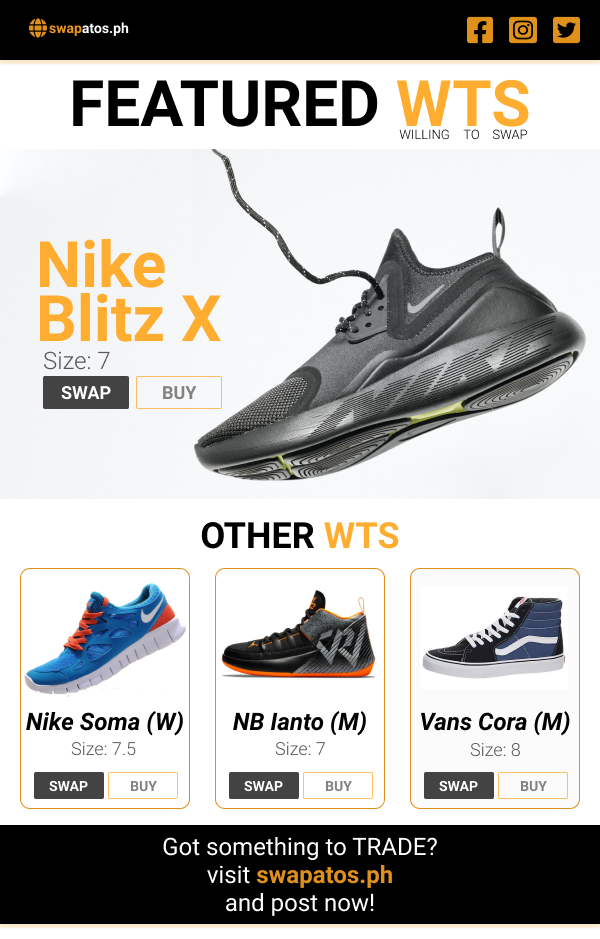 swapatos.ph
FEATURED WTS
WILLING TO SWAP
Nike
Blitz X
Size: 7
SWAP BUY
OTHER WTS
Nike Soma (W)
Size: 7.5
SWAP BUY
NB Ianto (M)
Size: 7
SWAP BUY
Vans Cora (M)
Size: 8
SWAP BUY
Got something to TRADE?
visit swapatos.ph
and post now!